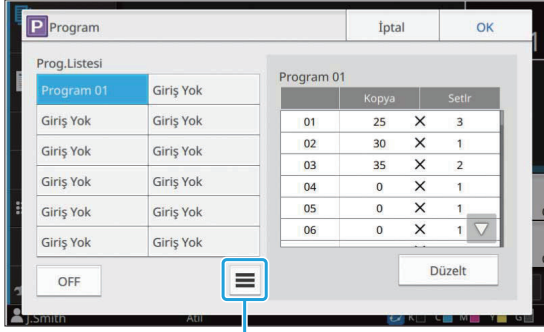 P Program İptal OK
Prog.Listesi
Program 01 Giriş Yok
Giriş Yok Giriş Yok
Giriş Yok Giriş Yok
Giriş Yok Giriş Yok
Giriş Yok Giriş Yok
Giriş Yok Giriş Yok
OFF
Program 01
Kopya Setlr
01 25 X 3
02 30 X 1
03 35 X 2
04 0 X 1
05 0 X 1
06 0 X 1
Düzelt
J.Smith Atıl K C M Y G